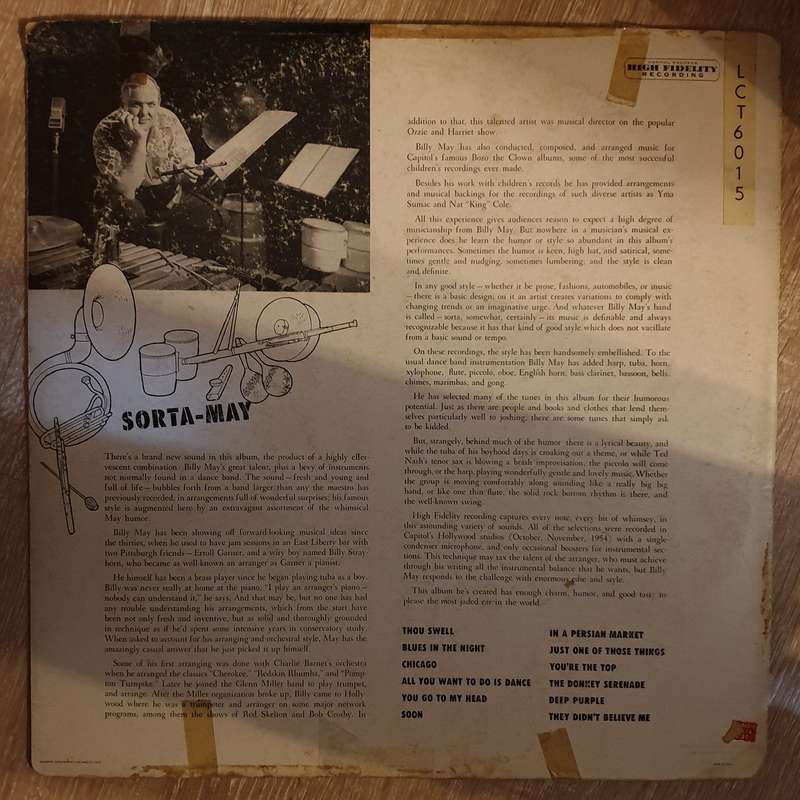 HIGH FIDELITY
RECORDING
LCT6015
SORTA-MAY
There's a brand new sound in this album, the product of a highly effer-
vescent combination: Billy May's great talent, plus a bevy of instruments
not normally found in a dance band. The sound – fresh and young and
full of life – bubbles forth from a band larger than any the maestro has
previously recorded, in arrangements full of wonderful surprises; his famous
style is augmented here by an extravagant assortment of the whimsical
May humor.
Billy May has been showing off forward-looking musical ideas since
the thirties, when he used to have jam sessions in an East Liberty bar with
two Pittsburgh friends – Erroll Garner, and a wiry boy named Billy Stray-
horn, who became as well-known an arranger as Garner a pianist.
He himself has been a brass player since he began playing tuba as a boy.
Billy was never really at home at the piano, "I play an arranger's piano –
nobody can understand it," he says. And that may be, but no one has had
any trouble understanding his arrangements, which from the start have
been not only fresh and inventive, but as solid and thoroughly grounded
in technique as if he'd spent some intensive years in conservatory study.
When asked to account for his arranging and orchestral style, May has the
amazingly casual answer that he just picked it up himself.
Some of his first arranging was done with Charlie Barnet's orchestra
when he arranged the classics "Cherokee," "Redskin Rhumba," and "Pomp-
ton Turnpike." Later he joined the Glenn Miller band to play trumpet,
and arrange. After the Miller organization broke up, Billy came to Holly-
wood where he was a trumpeter and arranger on some major network
programs, among them the shows of Red Skelton and Bob Crosby. In
addition to that, this talented artist was musical director on the popular
Ozzie and Harriet show.
Billy May has also conducted, composed, and arranged music for
Capitol's famous Bozo the Clown albums, some of the most successful
children's recordings ever made.
Besides his work with children's records he has provided arrangements
and musical backings for the recordings of such diverse artists as Yma
Sumac and Nat "King" Cole.
All this experience gives audiences reason to expect a high degree of
musicianship from Billy May. But nowhere in a musician's musical ex-
perience does he learn the humor or style so abundant in this album's
performances. Sometimes the humor is keen, high hat, and satirical, some-
times gentle and nudging, sometimes lumbering, and the style is clean
and definite.
In any good style – whether it be prose, fashions, automobiles, or music
– there is a basic design; on it an artist creates variations to comply with
changing trends or an imaginative urge. And whatever Billy May's band
is called – sorta, somewhat, certainly – its music is definable and always
recognizable because it has that kind of good style which does not vacillate
from a basic sound or tempo.
On these recordings, the style has been handsomely embellished. To the
usual dance band instrumentation Billy May has added harp, tuba, horn,
xylophone, flute, piccolo, oboe, English horn, bass clarinet, bassoon, bells,
chimes, marimbas, and gong.
He has selected many of the tunes in this album for their humorous
potential. Just as there are people and books and clothes that lend them-
selves particularly well to joshing, there are some tunes that simply ask
to be kidded.
But, strangely, behind much of the humor there is a lyrical beauty, and
while the tuba of his boyhood days is croaking out a theme, or while Ted
Nash's tenor sax is blowing a brash improvisation, the piccolo will come
through, or the harp, playing wonderfully gentle and lovely music. Whether
the group is moving comfortably along sounding like a really big big
band, or like one thin flute, the solid rock bottom rhythm is there, and
the well-known swing.
High Fidelity recording captures every note, every bit of whimsey, in
this astounding variety of sounds. All of the selections were recorded in
Capitol's Hollywood studios (October, November, 1954) with a single
condenser microphone, and only occasional boosters for instrumental sec-
tions. This technique may tax the talent of the arranger, who must achieve
through his writing all the instrumental balance that he wants, but Billy
May responds to the challenge with enormous echo and style.
This album he's created has enough charm, humor, and good taste to
please the most jaded ear in the world.
THOU SWELL
BLUES IN THE NIGHT
CHICAGO
ALL YOU WANT TO DO IS DANCE
YOU GO TO MY HEAD
SOON
IN A PERSIAN MARKET
JUST ONE OF THOSE THINGS
YOU'RE THE TOP
THE DONKEY SERENADE
DEEP PURPLE
THEY DIDN'T BELIEVE ME